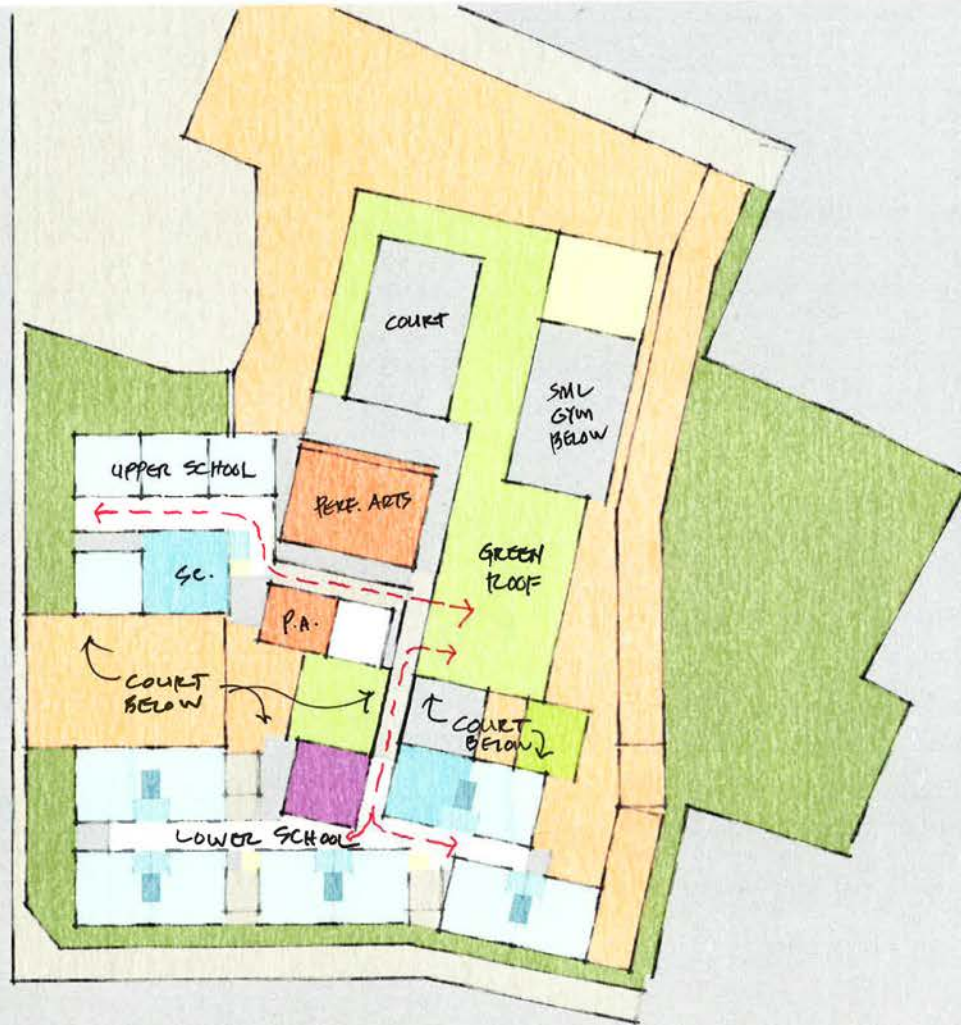 COURT
SML
GYM
BELOW
UPPER SCHOOL
PERF. ARTS
GREEN
ROOF
SC.
P.A.
COURT
BELOW
COURT
BELOW
LOWER SCHOOL